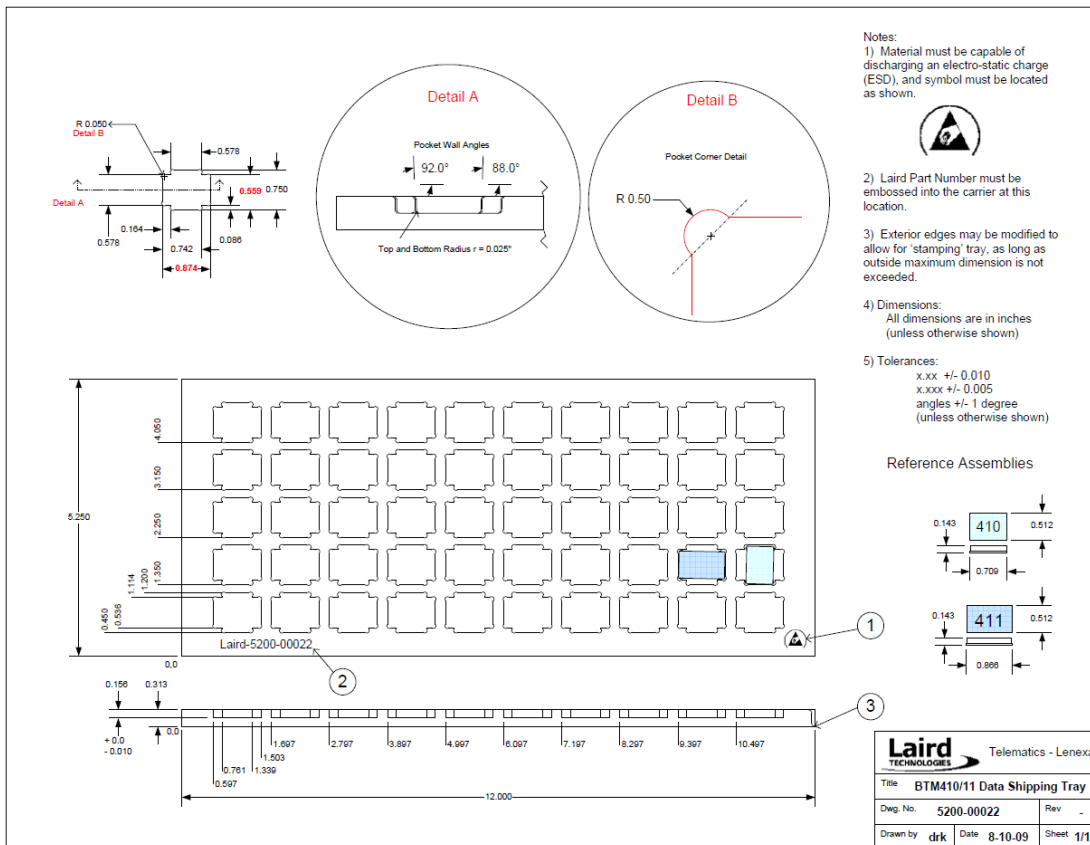 Notes:
1) Material must be capable of
discharging an electro-static charge
(ESD), and symbol must be located
as shown.
2) Laird Part Number must be
embossed into the carrier at this
location.
3) Exterior edges may be modified to
allow for 'stamping' tray, as long as
outside maximum dimension is not
exceeded.
4) Dimensions:
All dimensions are in inches
(unless otherwise shown)
5) Tolerances:
x.xx +/- 0.010
x.xxx +/- 0.005
angles +/- 1 degree
(unless otherwise shown)
R 0.050
Detail B
0.578
0.559 0.750
Detail A
0.164
0.578
0.742
0.086
0.874
Detail A
Pocket Wall Angles
92.0° 88.0°
Top and Bottom Radius r = 0.025"
Detail B
Pocket Corner Detail
R 0.50
5.250
4.050
3.150
2.250
1.350
1.200
1.114
0.536
0.450
0,0
Laird-5200-00022
1
2
Reference Assemblies
0.143
410
0.512
0.709
0.143
411
0.512
0.866
0.156
0.313
0,0
+ 0.0
- 0.010
3
1.697
2.797
3.897
4.997
6.097
7.197
8.297
9.397
10.497
1.503
0.761
1.339
0.597
12.000
Laird
TECHNOLOGIES
Telematics - Lenexa
Title BTM410/11 Data Shipping Tray
Dwg. No. 5200-00022 Rev -
Drawn by drk Date 8-10-09 Sheet 1/1